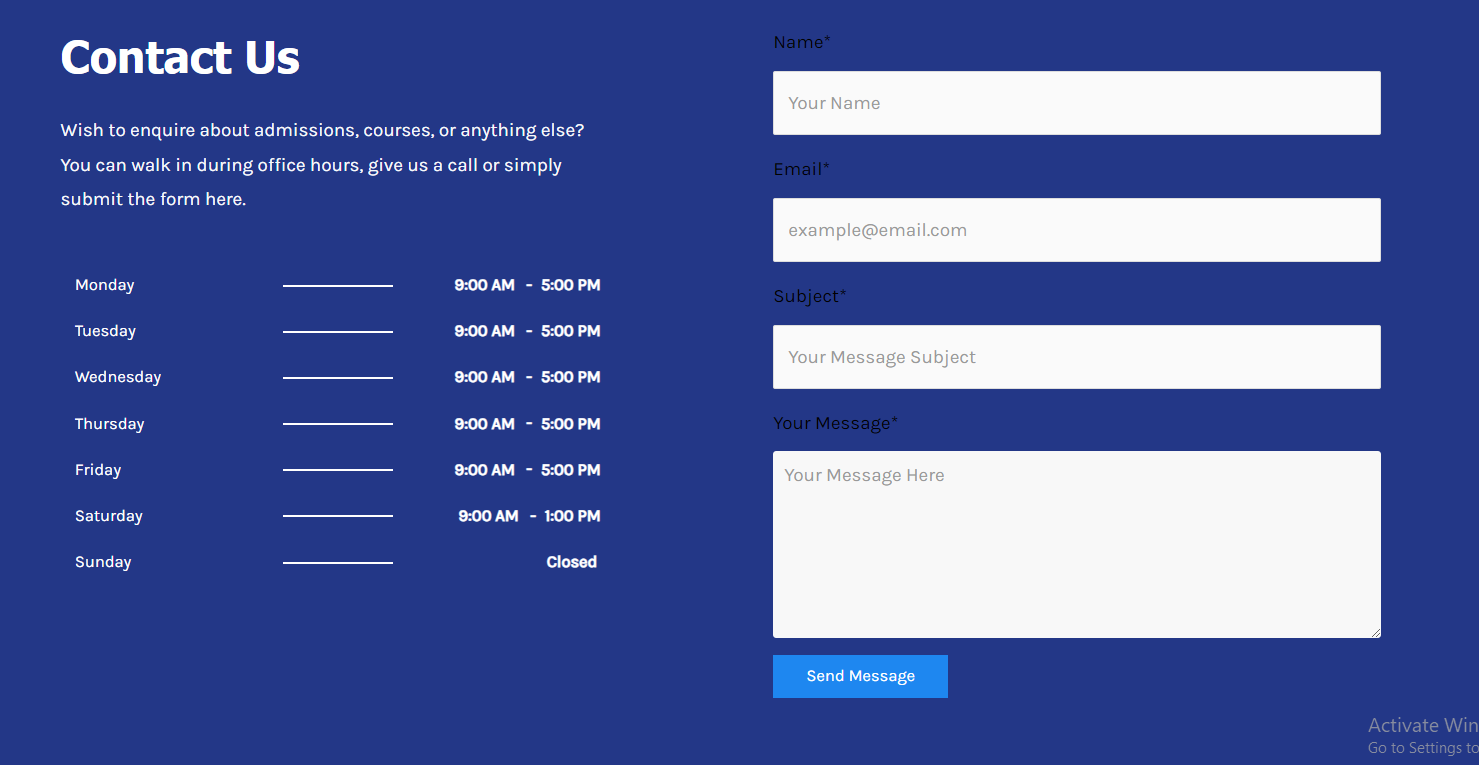 Contact Us
Wish to enquire about admissions, courses, or anything else?
You can walk in during office hours, give us a call or simply
submit the form here.
Monday 9:00 AM - 5:00 PM
Tuesday 9:00 AM - 5:00 PM
Wednesday 9:00 AM - 5:00 PM
Thursday 9:00 AM - 5:00 PM
Friday 9:00 AM - 5:00 PM
Saturday 9:00 AM - 1:00 PM
Sunday Closed
Name*
Your Name
Email*
example@email.com
Subject*
Your Message Subject
Your Message*
Your Message Here
Send Message
Activate Win
Go to Settings to